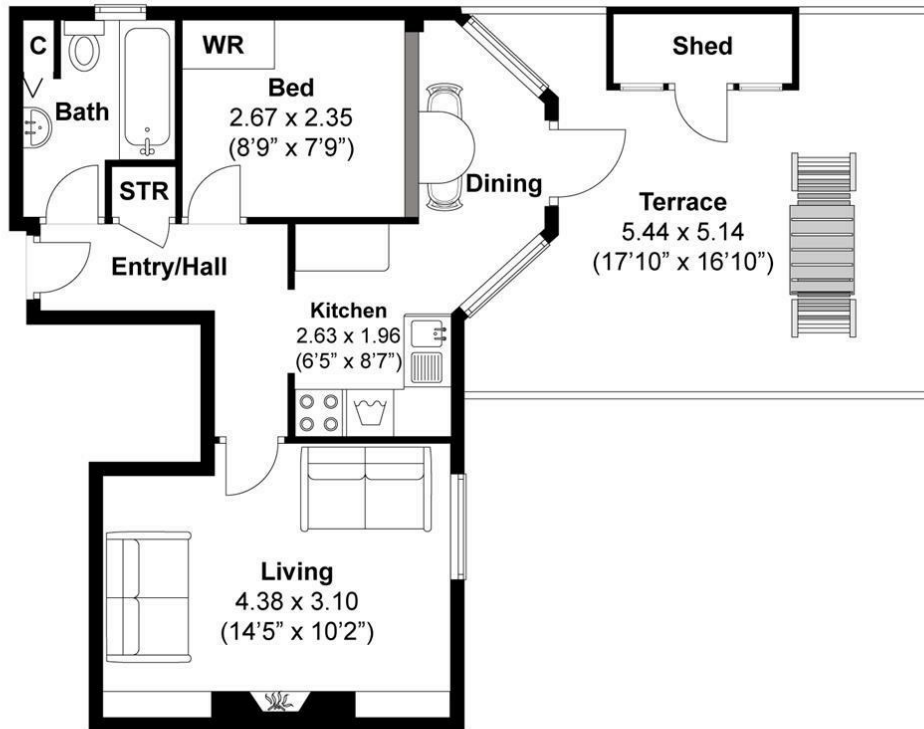 C
WR
Shed
Bed
2.67 x 2.35
(8'9" x 7'9")
Bath
STR
Dining
Terrace
5.44 x 5.14
(17'10" x 16'10")
Entry/Hall
Kitchen
2.63 x 1.96
(6'5" x 8'7")
Living
4.38 x 3.10
(14'5" x 10'2")